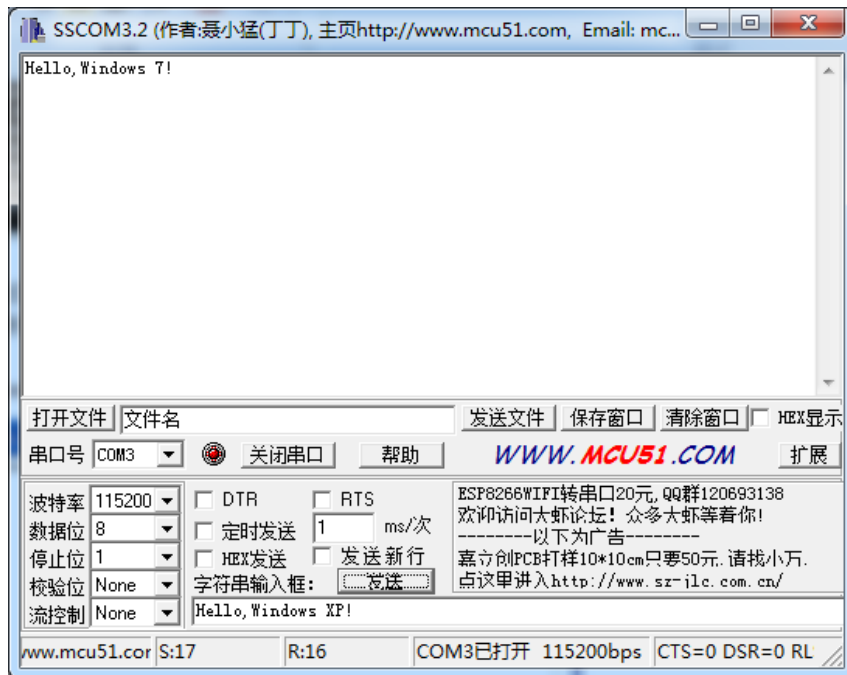 SSCOM3.2 (作者:聂小猛(丁丁), 主页http://www.mcu51.com, Email: mc...
Hello,Windows 7!
打开文件 文件名 发送文件 保存窗口 清除窗口 HEX显示
串口号 COM3 关闭串口 帮助 WWW.MCU51.COM 扩展
波特率 115200 DTR RTS
数据位 8 定时发送 1 ms/次
停止位 1 HEX发送 发送新行
校验位 None 字符串输入框: 发送
流控制 None Hello,Windows XP!
ESP8266WIFI转串口20元,QQ群120693138
欢迎访问大虾论坛! 众多大虾等着你!
--------以下为广告--------
嘉立创PCB打样10*10cm只要50元.请找小万.
点这里进入http://www.sz-jlc.com.cn/
www.mcu51.cor S:17 R:16 COM3已打开 115200bps CTS=0 DSR=0 RL